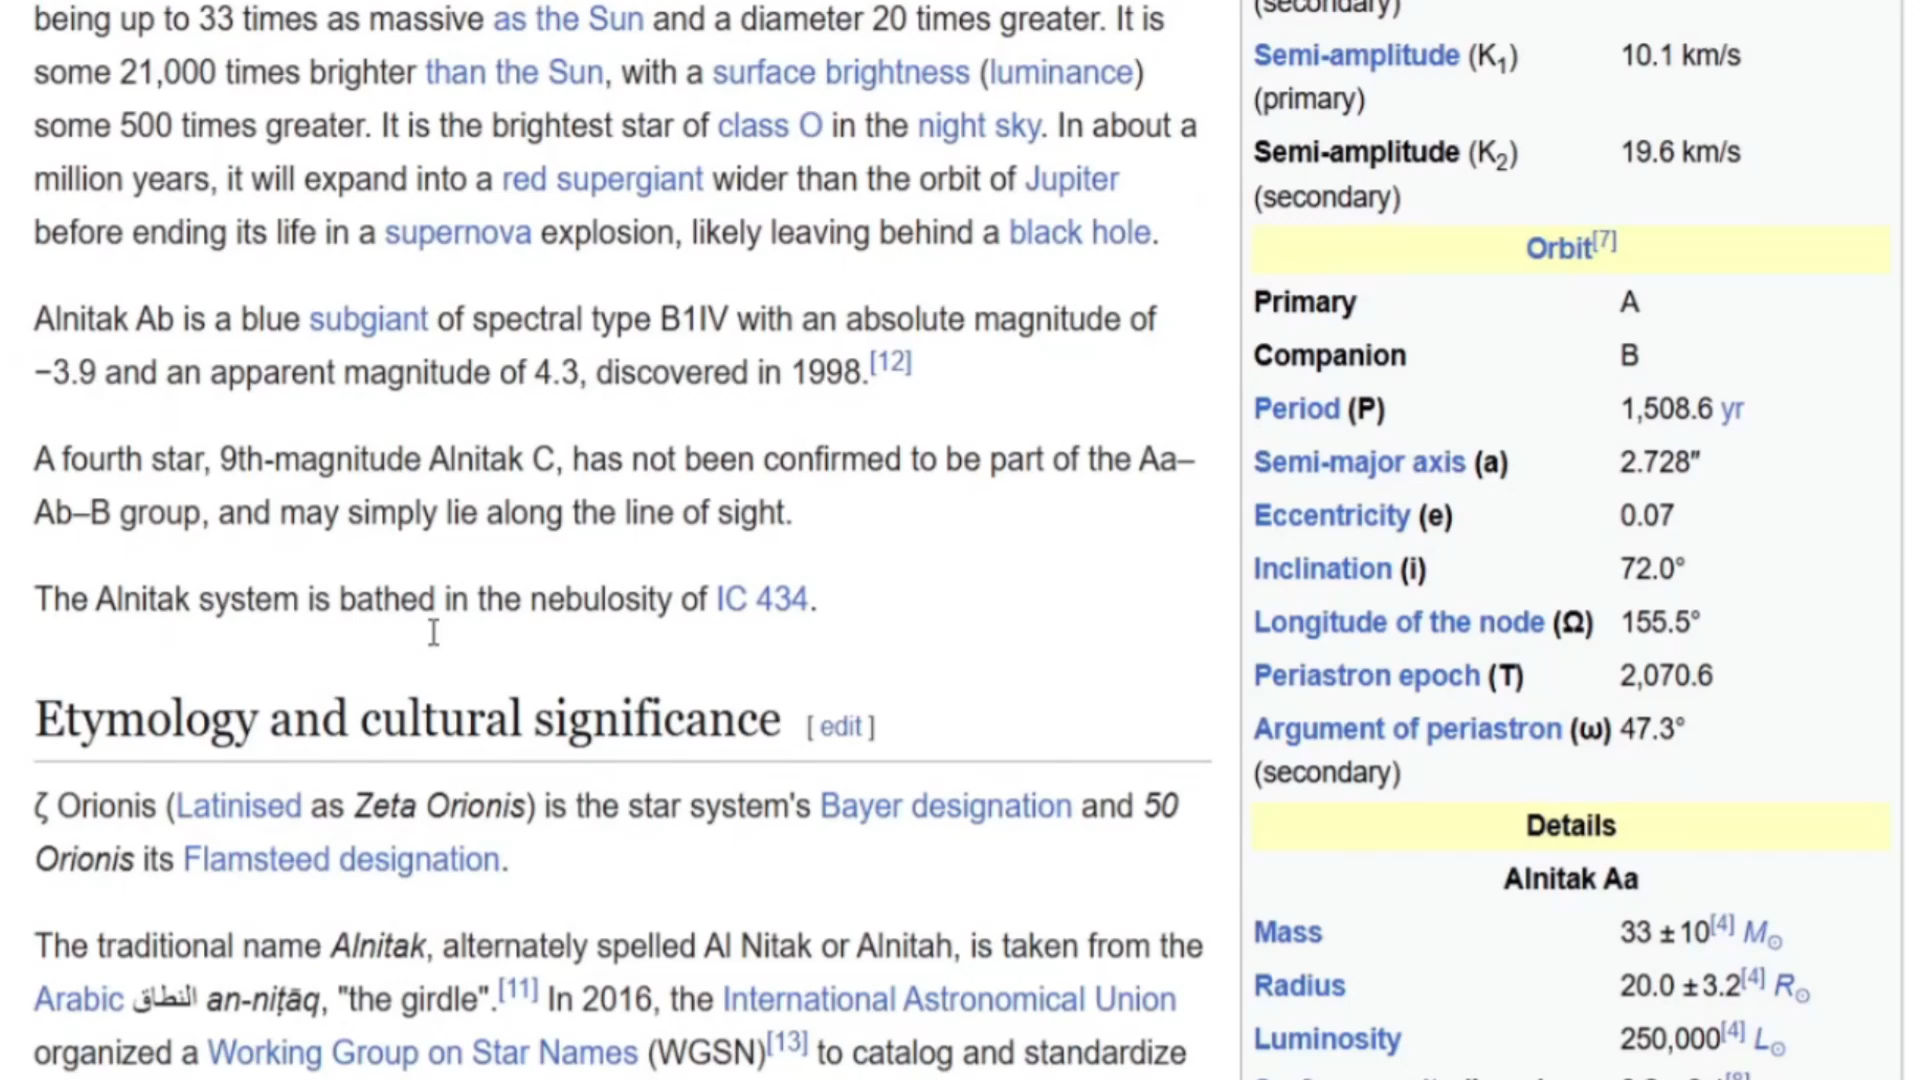 being up to 33 times as massive as the Sun and a diameter 20 times greater. It is
some 21,000 times brighter than the Sun, with a surface brightness (luminance)
some 500 times greater. It is the brightest star of class O in the night sky. In about a
million years, it will expand into a red supergiant wider than the orbit of Jupiter
before ending its life in a supernova explosion, likely leaving behind a black hole.
Alnitak Ab is a blue subgiant of spectral type B1IV with an absolute magnitude of
−3.9 and an apparent magnitude of 4.3, discovered in 1998.[12]
A fourth star, 9th-magnitude Alnitak C, has not been confirmed to be part of the Aa–
Ab–B group, and may simply lie along the line of sight.
The Alnitak system is bathed in the nebulosity of IC 434.
Etymology and cultural significance [ edit ]
ζ Orionis (Latinised as Zeta Orionis) is the star system's Bayer designation and 50
Orionis its Flamsteed designation.
The traditional name Alnitak, alternately spelled Al Nitak or Alnitah, is taken from the
Arabic النطاق an-niṭāq, "the girdle".[11] In 2016, the International Astronomical Union
organized a Working Group on Star Names (WGSN)[13] to catalog and standardize
(secondary)
Semi-amplitude (K1) 10.1 km/s
(primary)
Semi-amplitude (K2) 19.6 km/s
(secondary)
Orbit[7]
Primary A
Companion B
Period (P) 1,508.6 yr
Semi-major axis (a) 2.728″
Eccentricity (e) 0.07
Inclination (i) 72.0°
Longitude of the node (Ω) 155.5°
Periastron epoch (T) 2,070.6
Argument of periastron (ω) 47.3°
(secondary)
Details
Alnitak Aa
Mass 33 ± 10[4] M☉
Radius 20.0 ± 3.2[4] R☉
Luminosity 250,000[4] L☉